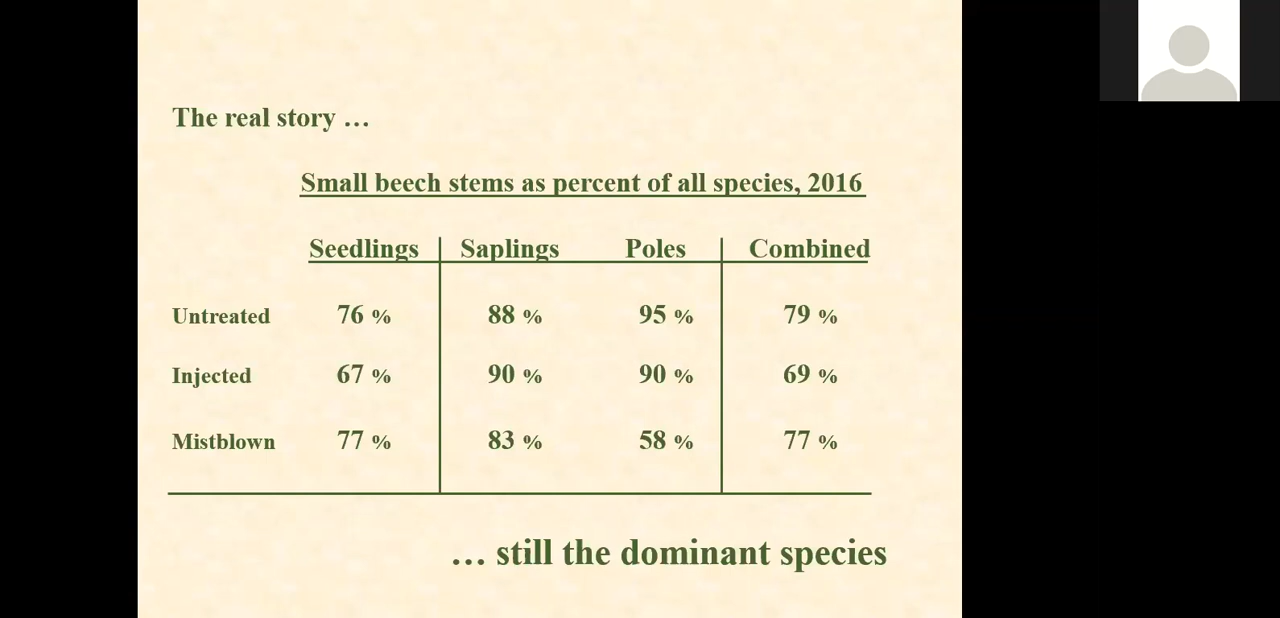 The real story …
Small beech stems as percent of all species, 2016
Seedlings Saplings Poles Combined
Untreated 76 % 88 % 95 % 79 %
Injected 67 % 90 % 90 % 69 %
Mistblown 77 % 83 % 58 % 77 %
… still the dominant species